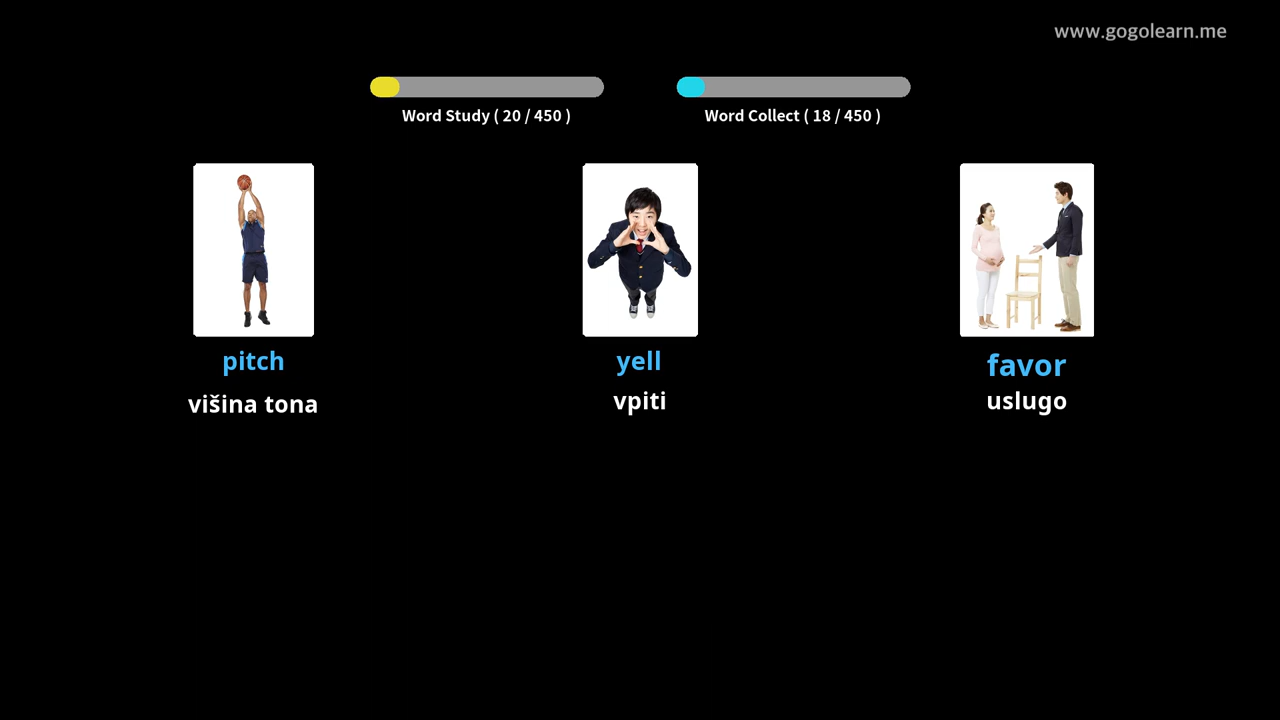 www.gogolearn.me
Word Study ( 20 / 450 )
Word Collect ( 18 / 450 )
pitch
yell
favor
višina tona
vpiti
uslugo